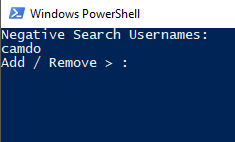 Windows PowerShell
Negative Search Usernames:
camdo
Add / Remove > :